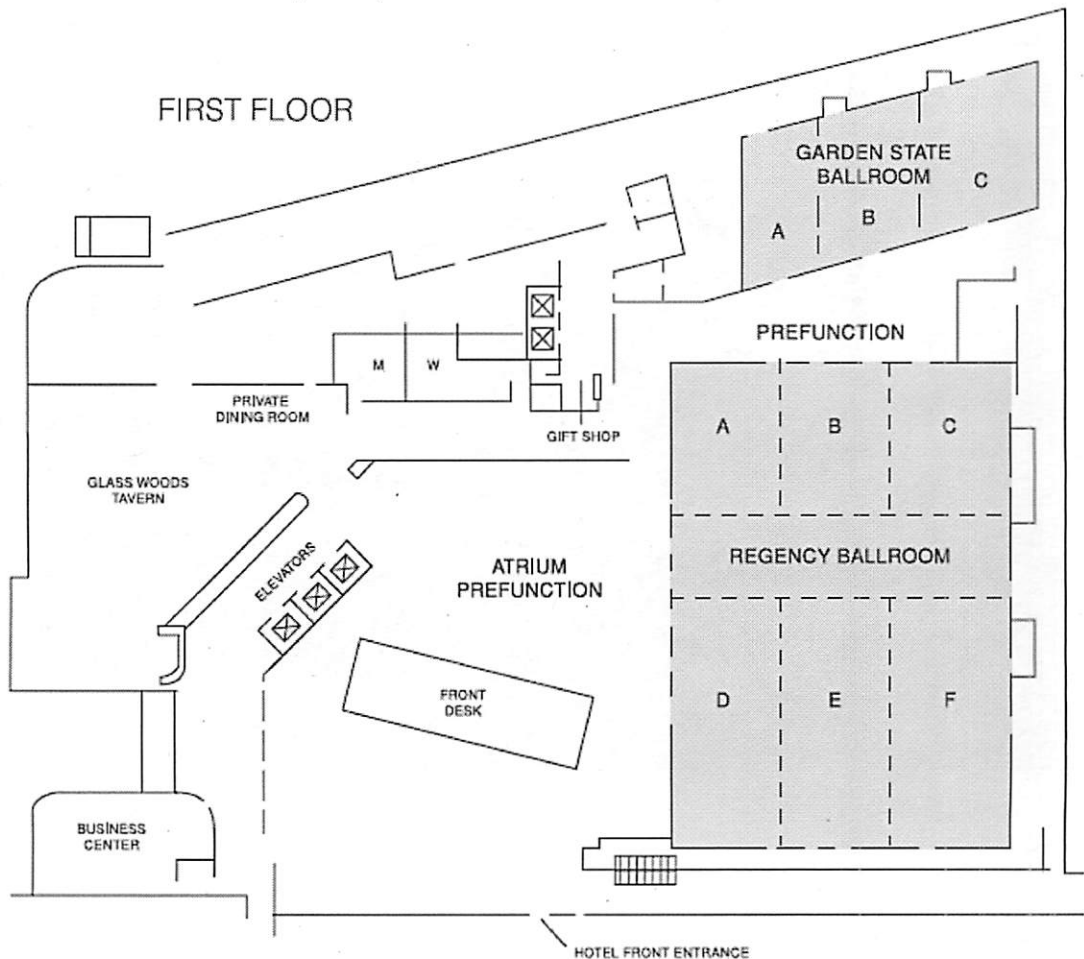 FIRST FLOOR
GARDEN STATE
BALLROOM
C
B
A
PREFUNCTION
M
W
PRIVATE
DINING ROOM
GIFT SHOP
A
B
C
GLASS WOODS
TAVERN
ELEVATORS
ATRIUM
PREFUNCTION
REGENCY BALLROOM
FRONT
DESK
D
E
F
BUSINESS
CENTER
HOTEL FRONT ENTRANCE